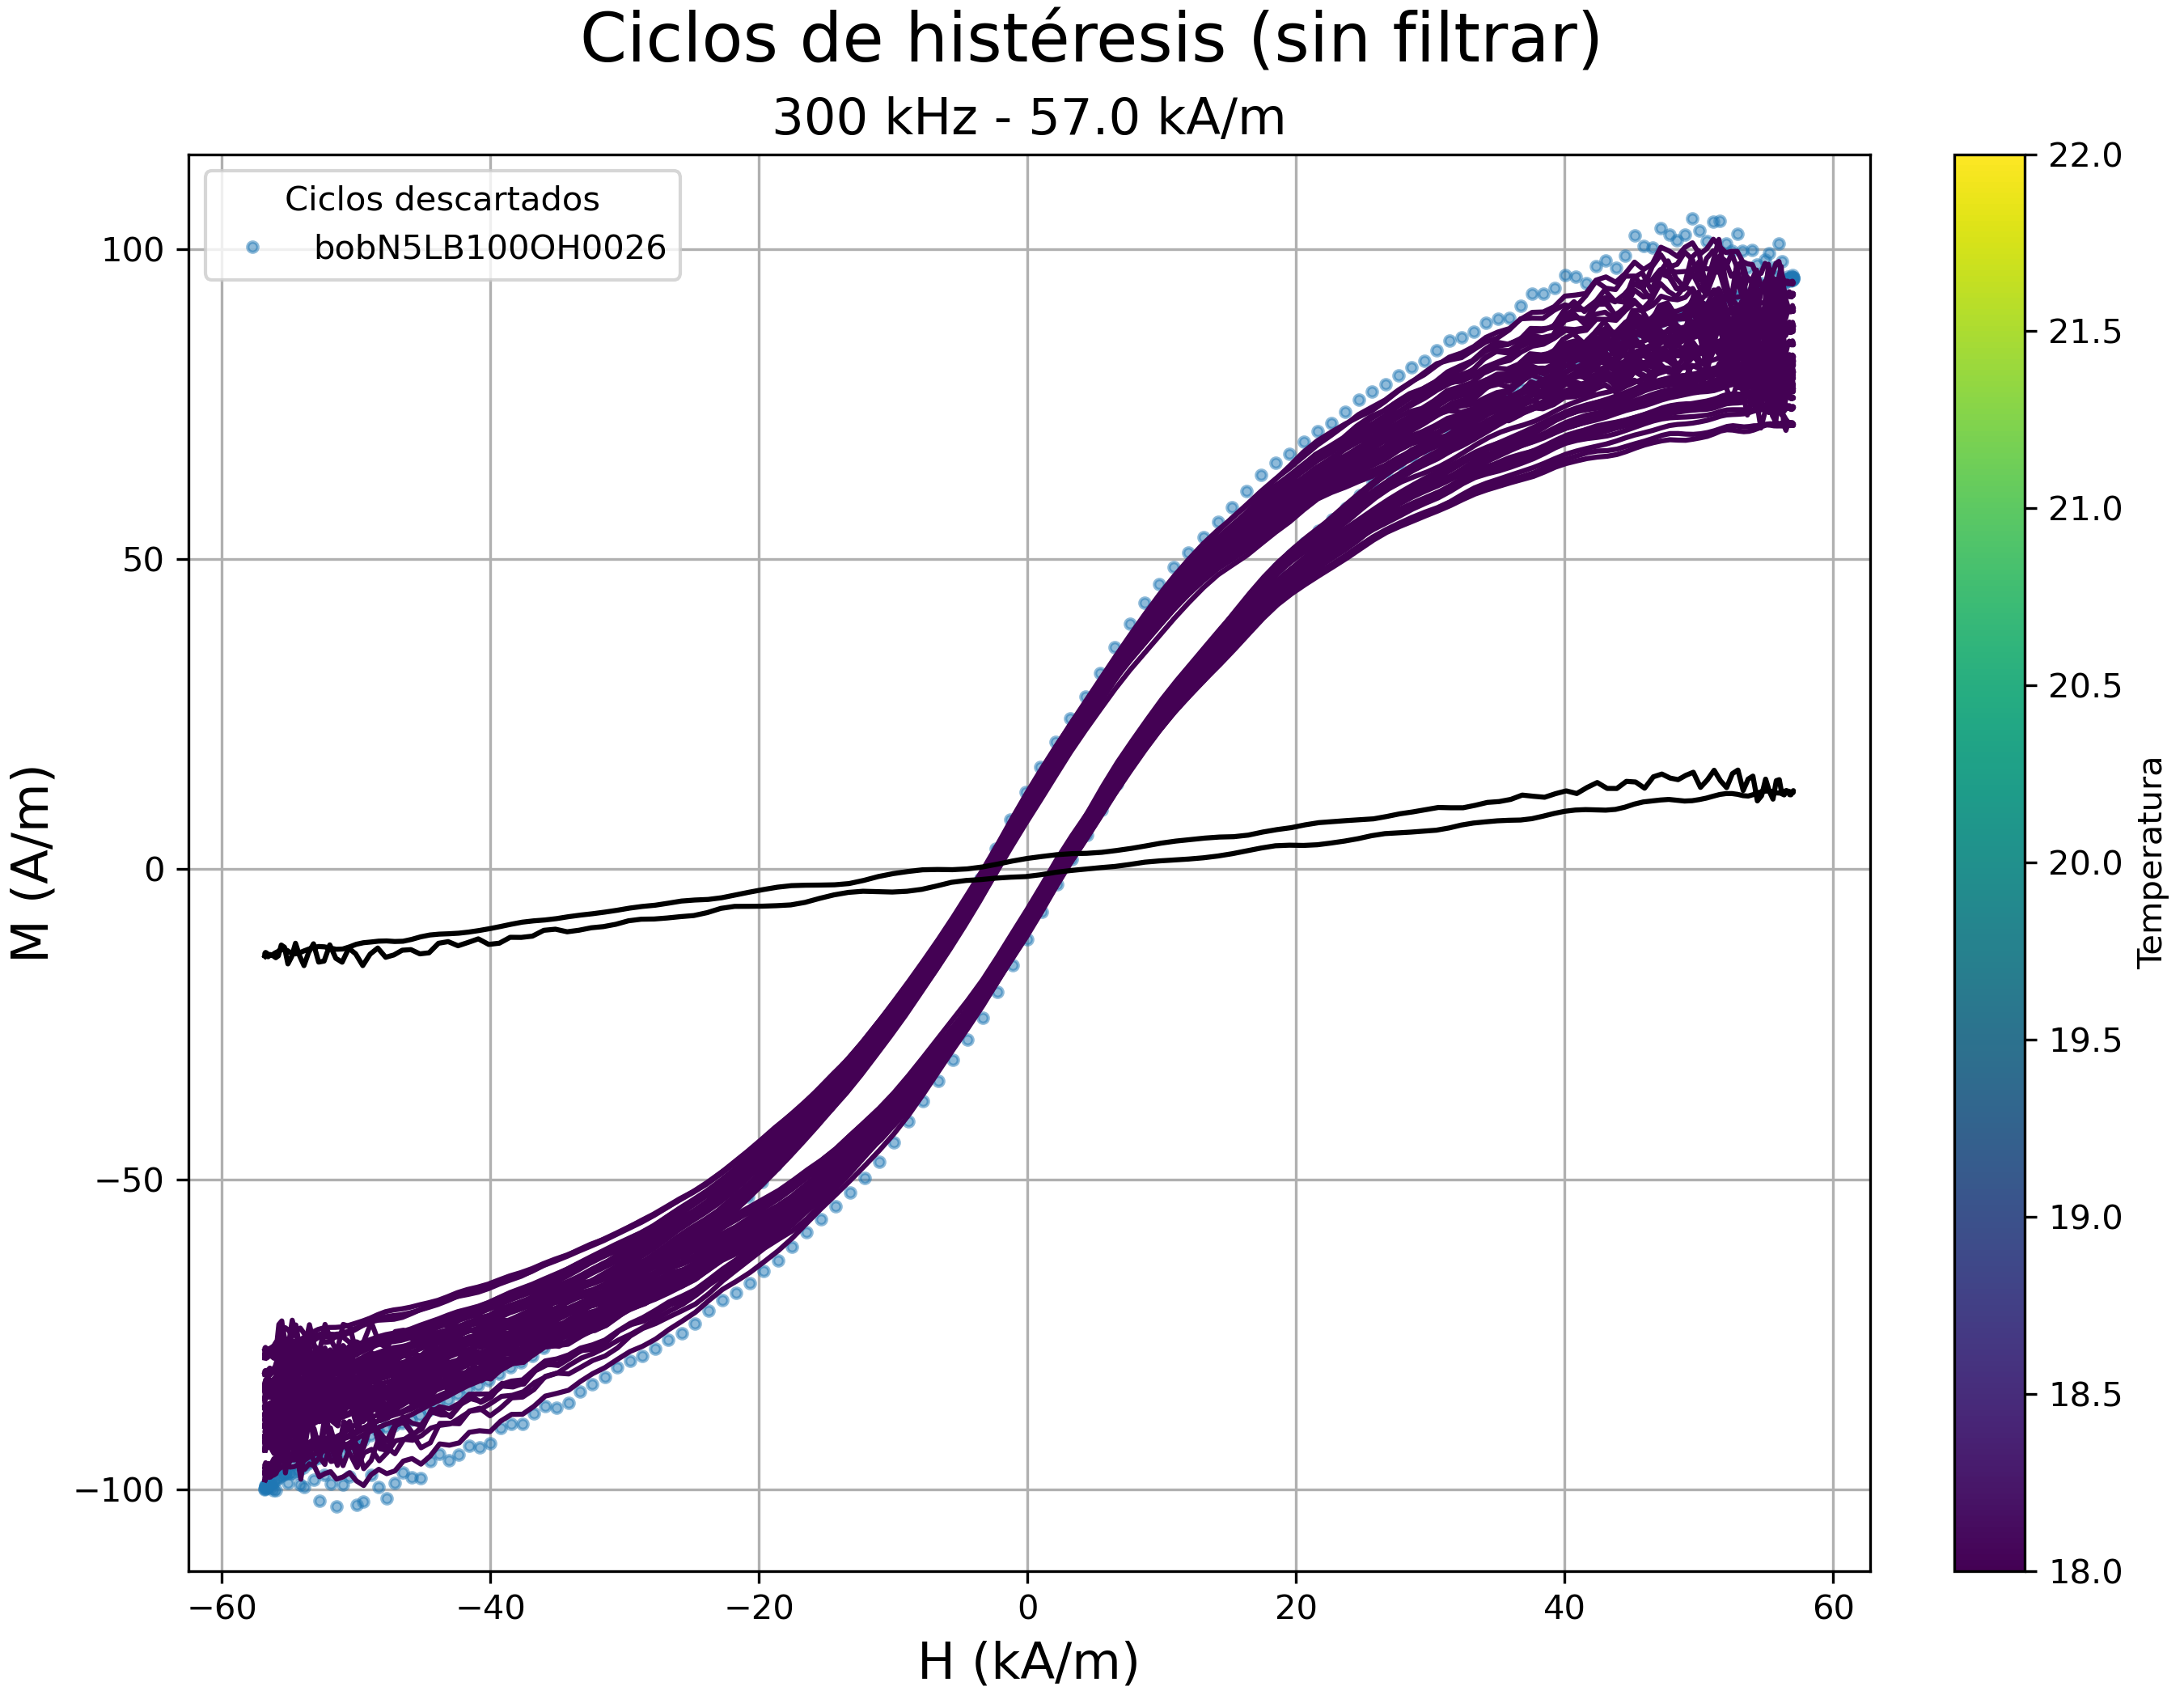 Ciclos de histéresis (sin filtrar)
300 kHz - 57.0 kA/m
Ciclos descartados
bobN5LB100OH0026
100
50
0
−50
−100
M (A/m)
−60 −40 −20 0 20 40 60
H (kA/m)
22.0
21.5
21.0
20.5
20.0
19.5
19.0
18.5
18.0
Temperatura